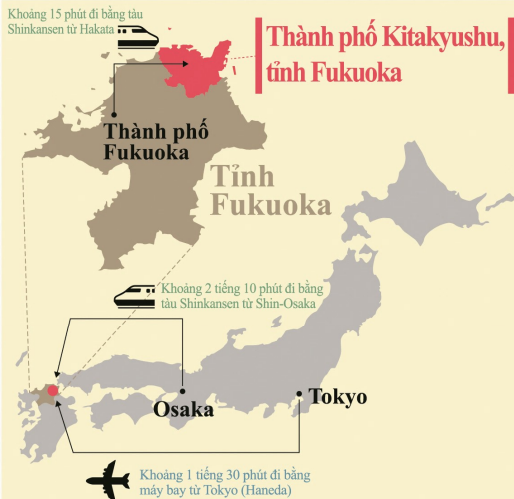 Khoảng 15 phút đi bằng tàu
Shinkansen từ Hakata
Thành phố Kitakyushu,
tỉnh Fukuoka
Thành phố
Fukuoka
Tỉnh
Fukuoka
Khoảng 2 tiếng 10 phút đi bằng
tàu Shinkansen từ Shin-Osaka
Osaka
Tokyo
Khoảng 1 tiếng 30 phút đi bằng
máy bay từ Tokyo (Haneda)